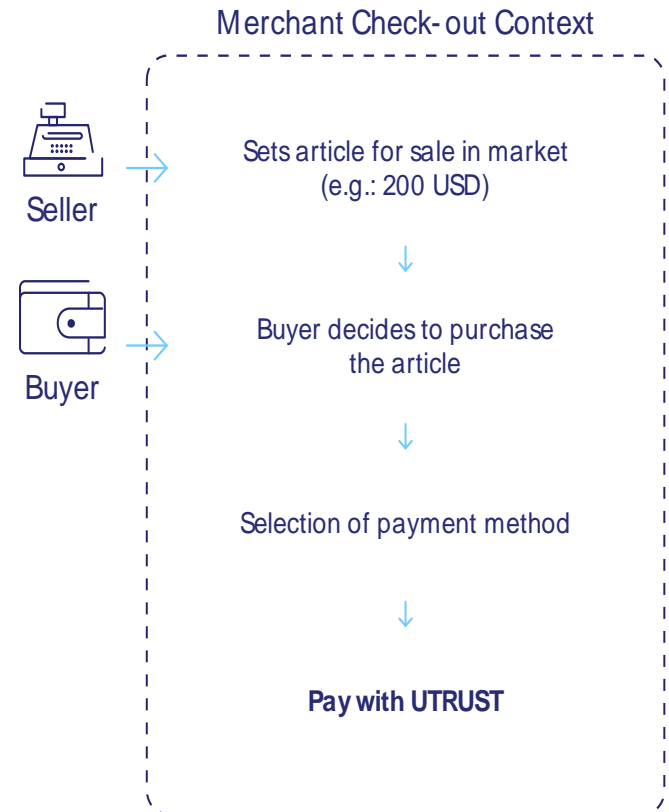 Merchant Check-out Context
Sets article for sale in market
(e.g.: 200 USD)
Seller
Buyer decides to purchase
the article
Buyer
Selection of payment method
Pay with UTRUST